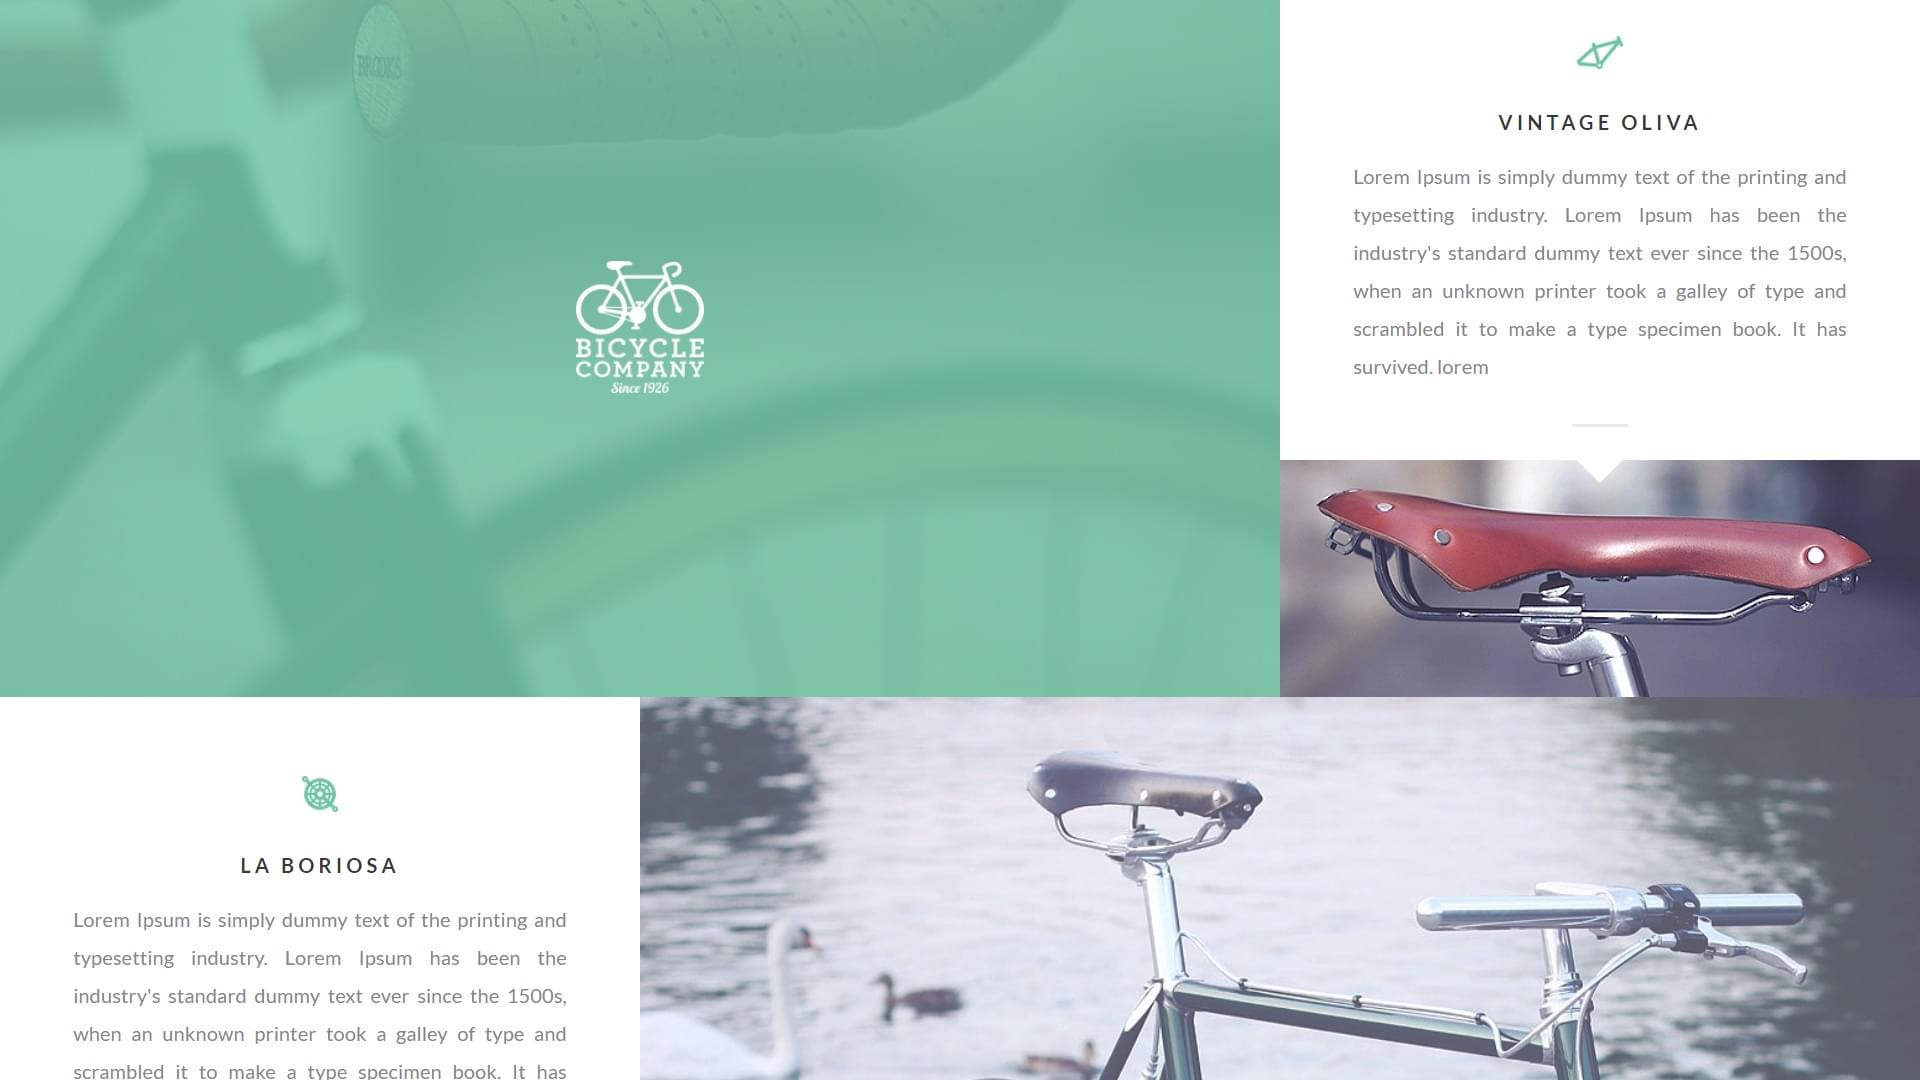 BROOKS
BICYCLE
COMPANY
Since 1926
VINTAGE OLIVA
Lorem Ipsum is simply dummy text of the printing and
typesetting industry. Lorem Ipsum has been the
industry's standard dummy text ever since the 1500s,
when an unknown printer took a galley of type and
scrambled it to make a type specimen book. It has
survived. lorem
LA BORIOSA
Lorem Ipsum is simply dummy text of the printing and
typesetting industry. Lorem Ipsum has been the
industry's standard dummy text ever since the 1500s,
when an unknown printer took a galley of type and
scrambled it to make a type specimen book. It has